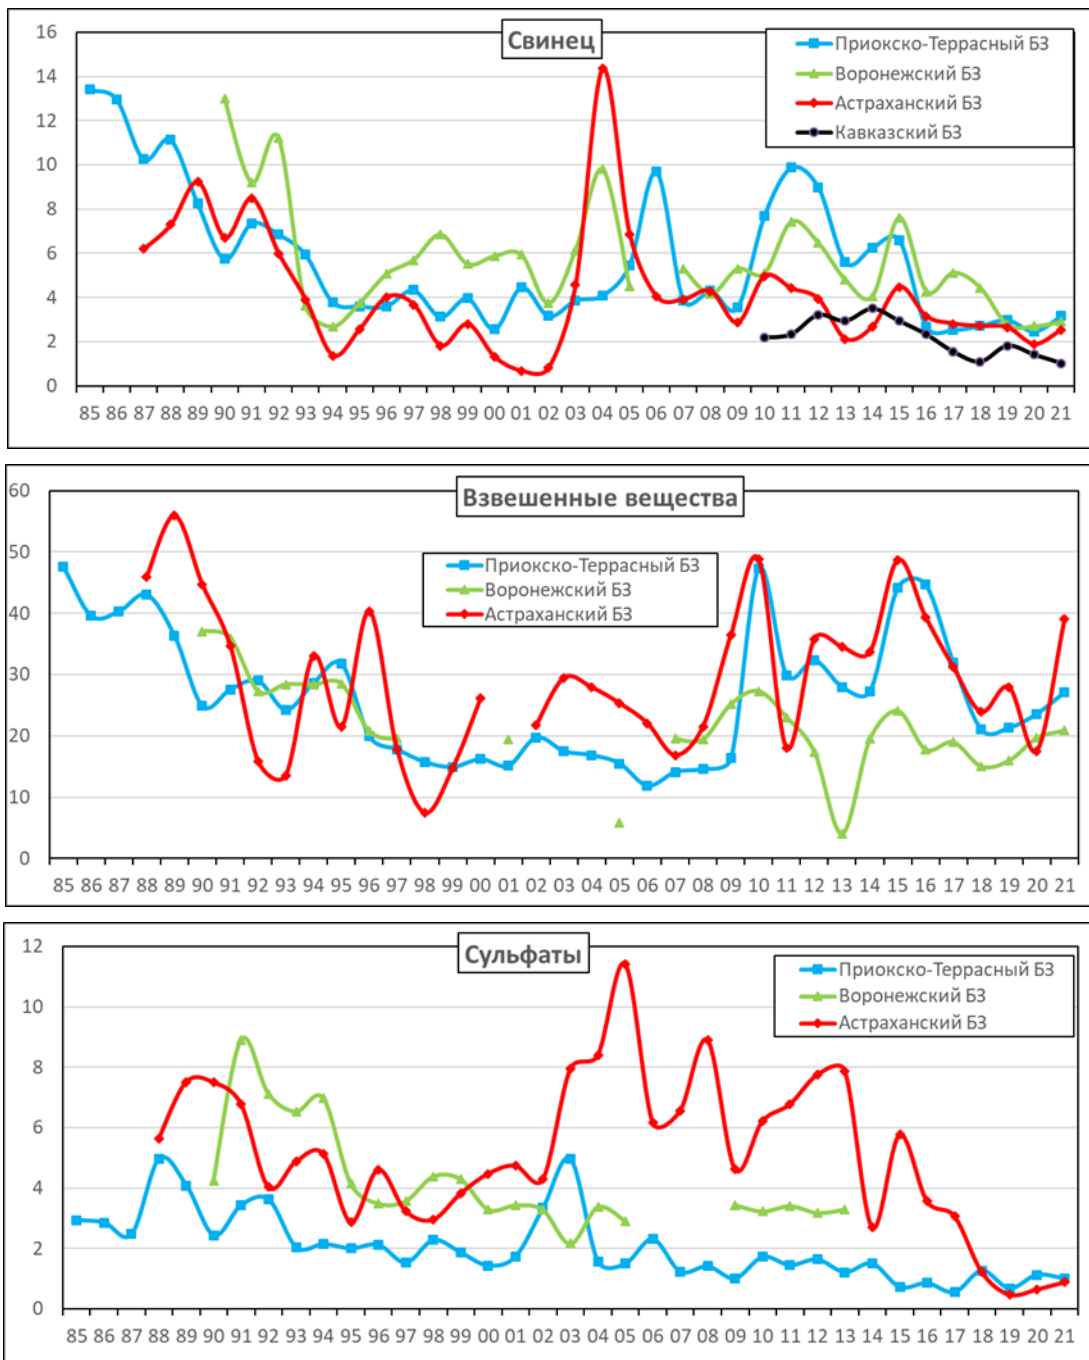 Свинец
Приокско-Террасный БЗ
Воронежский БЗ
Астраханский БЗ
Кавказский БЗ
16
14
12
10
8
6
4
2
0
85 86 87 88 89 90 91 92 93 94 95 96 97 98 99 00 01 02 03 04 05 06 07 08 09 10 11 12 13 14 15 16 17 18 19 20 21
Взвешенные вещества
Приокско-Террасный БЗ
Воронежский БЗ
Астраханский БЗ
60
50
40
30
20
10
0
85 86 87 88 89 90 91 92 93 94 95 96 97 98 99 00 01 02 03 04 05 06 07 08 09 10 11 12 13 14 15 16 17 18 19 20 21
Сульфаты
Приокско-Террасный БЗ
Воронежский БЗ
Астраханский БЗ
12
10
8
6
4
2
0
85 86 87 88 89 90 91 92 93 94 95 96 97 98 99 00 01 02 03 04 05 06 07 08 09 10 11 12 13 14 15 16 17 18 19 20 21